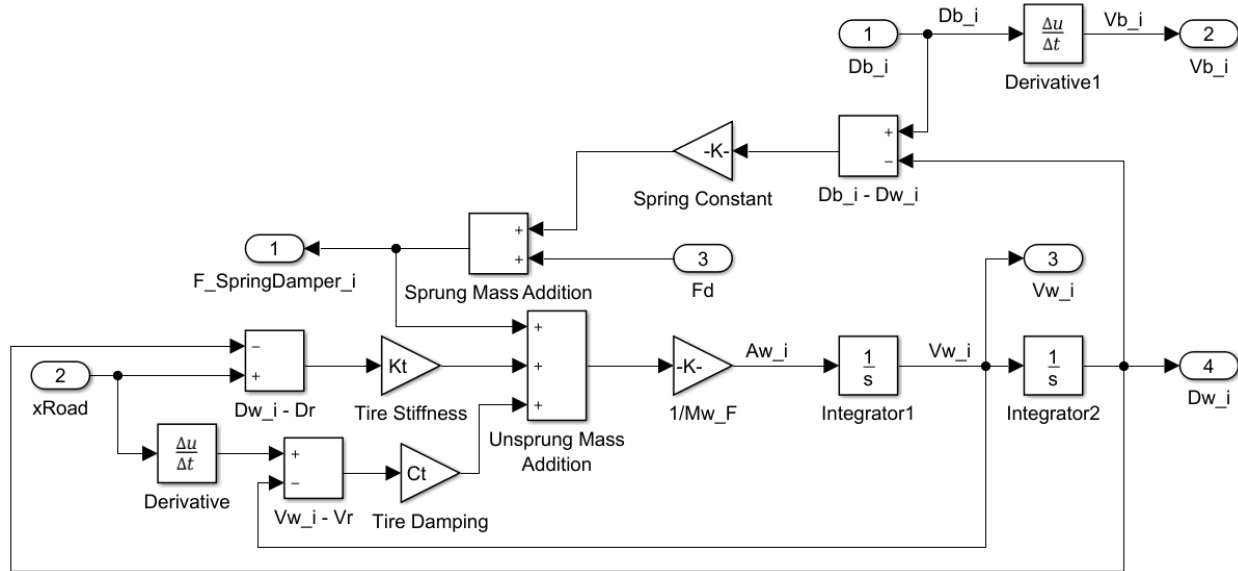 Db_i
Vb_i
1
Δu
Δt
2
Db_i
Derivative1
Vb_i
+
−
-K-
Spring Constant
Db_i - Dw_i
1
F_SpringDamper_i
+
+
Sprung Mass Addition
3
Fd
3
Vw_i
−
+
2
xRoad
Dw_i - Dr
Kt
Tire Stiffness
+
+
+
Unsprung Mass
Addition
-K-
1/Mw_F
Aw_i
1
s
Integrator1
Vw_i
1
s
Integrator2
4
Dw_i
Δu
Δt
Derivative
+
−
Vw_i - Vr
Ct
Tire Damping